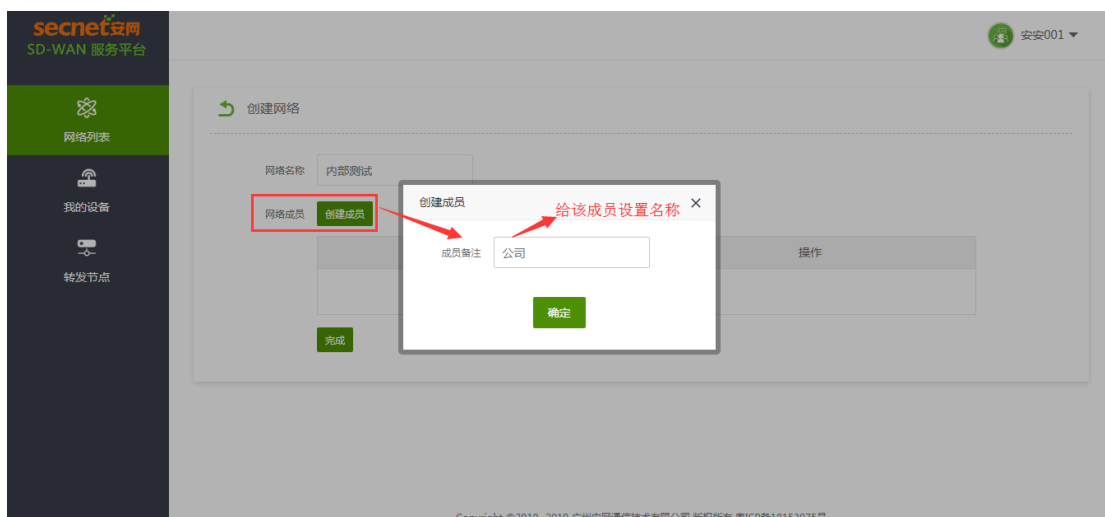 secnet安网
SD-WAN 服务平台
安安001
网络列表
我的设备
转发节点
创建网络
网络名称 内部测试
网络成员 创建成员
操作
完成
创建成员
给该成员设置名称
成员备注 公司
确定